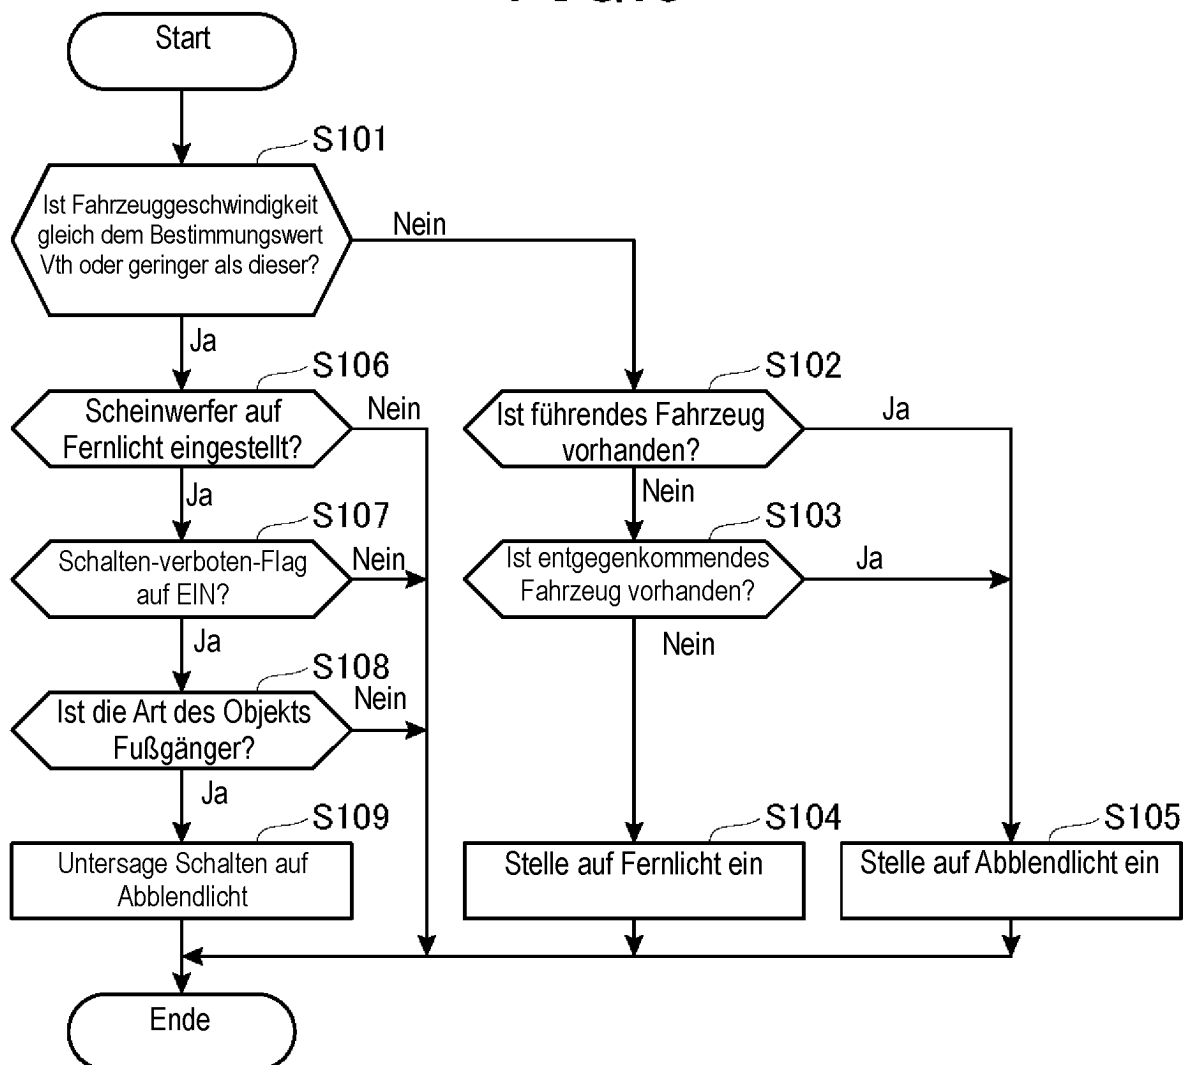 Start
S101
Ist Fahrzeuggeschwindigkeit
gleich dem Bestimmungswert
Vth oder geringer als dieser?
Nein
Ja
S106
Scheinwerfer auf
Fernlicht eingestellt?
Nein
Ja
S107
Schalten-verboten-Flag
auf EIN?
Nein
Ja
S108
Ist die Art des Objekts
Fußgänger?
Nein
Ja
S109
Untersage Schalten auf
Abblendlicht
S102
Ist führendes Fahrzeug
vorhanden?
Ja
Nein
S103
Ist entgegenkommendes
Fahrzeug vorhanden?
Ja
Nein
S104
Stelle auf Fernlicht ein
S105
Stelle auf Abblendlicht ein
Ende